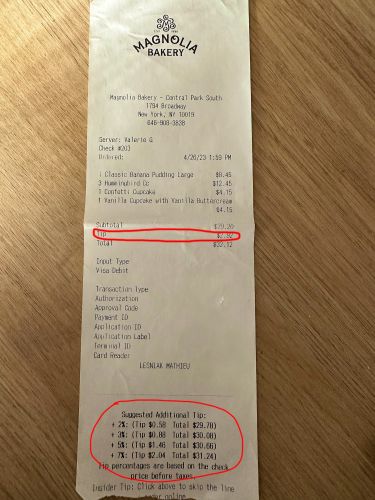 MAGNOLIA
BAKERY
Magnolia Bakery - Central Park South
1794 Broadway
New York, NY 10019
646-908-3838
Server: Valerie G
Check #203
Ordered: 4/20/23 1:59 PM
1 Classic Banana Pudding Large $8.45
3 Hummingbird Cc $12.45
1 Confetti Cupcake $4.15
1 Vanilla Cupcake with Vanilla Buttercream
$4.15
Subtotal $29.20
Tip $2.92
Total $32.12
Input Type
Visa Debit
Transaction Type
Authorization
Approval Code
Payment ID
Application ID
Application Label
Terminal ID
Card Reader
LESNIAK MATHIEU
Suggested Additional Tip:
+ 2%: (Tip $0.58 Total $29.78)
+ 3%: (Tip $0.88 Total $30.08)
+ 5%: (Tip $1.46 Total $30.66)
+ 7%: (Tip $2.04 Total $31.24)
Tip percentages are based on the check
price before taxes.
Insider Tip: Click above to skip the line
online